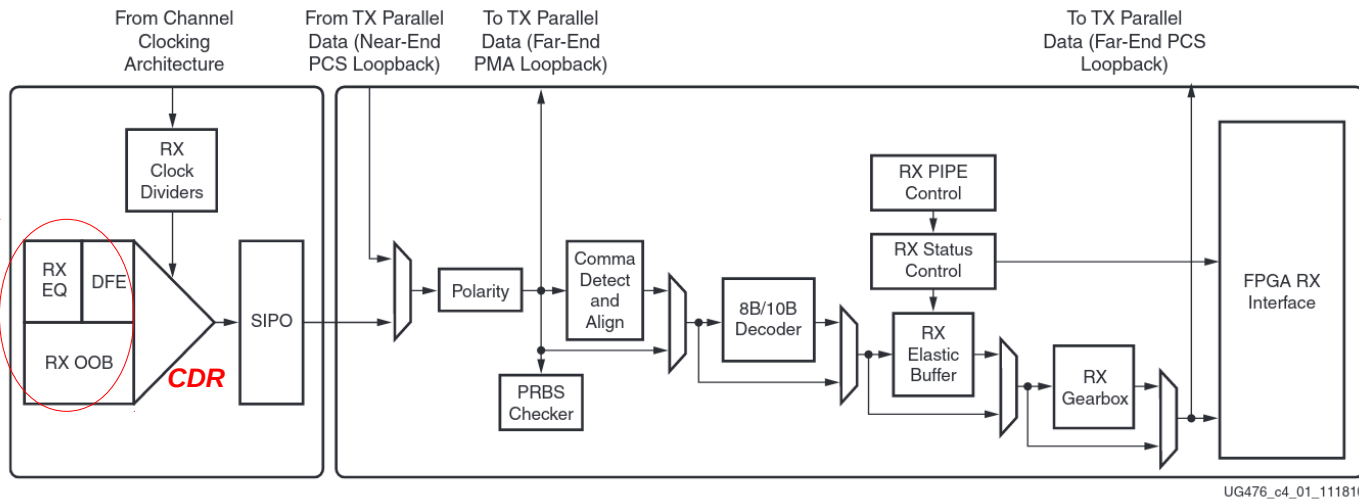 From Channel
Clocking
Architecture
From TX Parallel
Data (Near-End
PCS Loopback)
To TX Parallel
Data (Far-End
PMA Loopback)
To TX Parallel
Data (Far-End PCS
Loopback)
RX
Clock
Dividers
RX
EQ
DFE
RX OOB
CDR
SIPO
Polarity
PRBS
Checker
Comma
Detect
and
Align
8B/10B
Decoder
RX PIPE
Control
RX Status
Control
RX
Elastic
Buffer
RX
Gearbox
FPGA RX
Interface
UG476_c4_01_111810